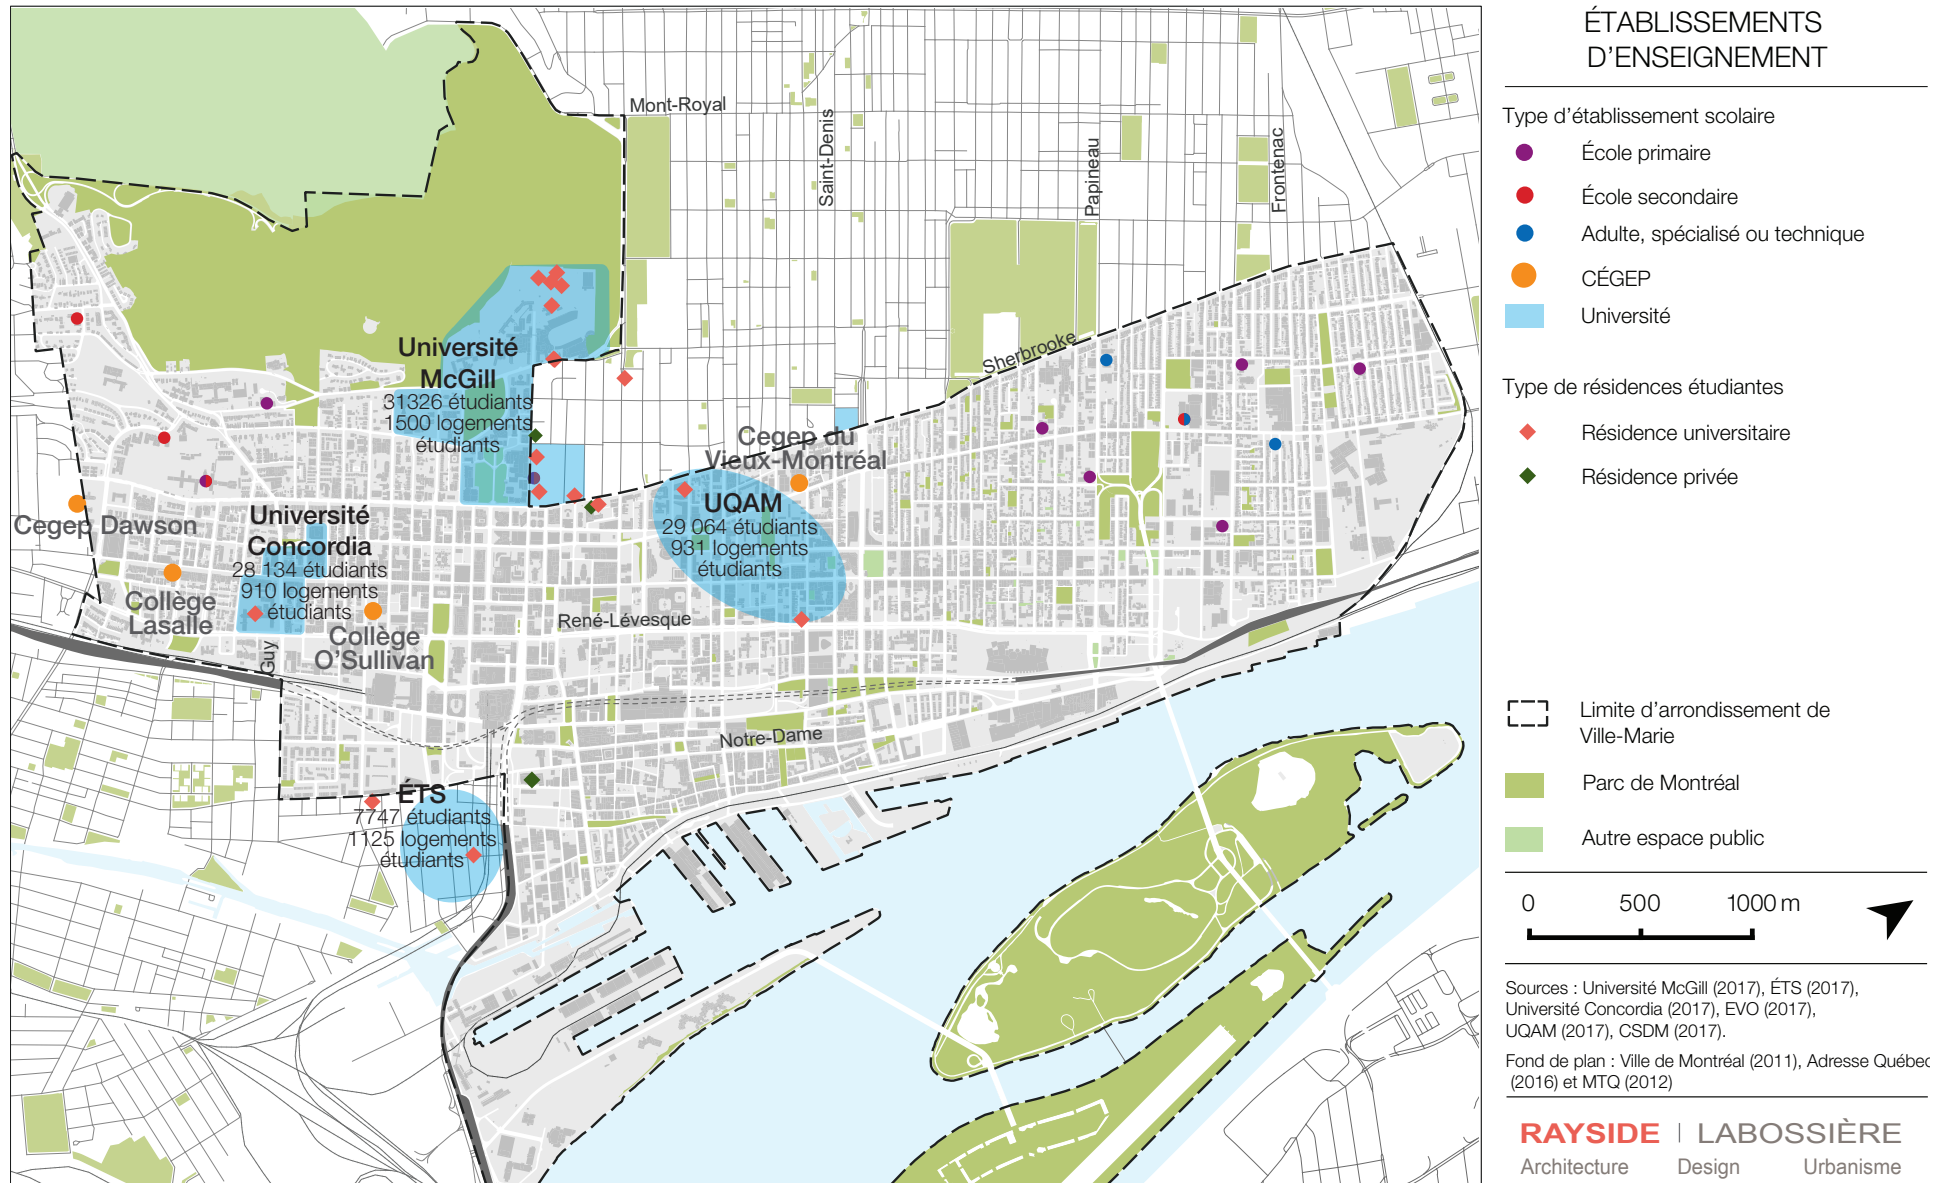 Mont-Royal
Saint-Denis
Papineau
Frontenac
Sherbrooke
Université
McGill
31326 étudiants
1500 logements
étudiants
Cegep du
Vieux-Montréal
UQAM
29 064 étudiants
931 logements
étudiants
Cegep Dawson
Université
Concordia
28 134 étudiants
910 logements
étudiants
Collège
Lasalle
Collège
O'Sullivan
Guy
René-Lévesque
Notre-Dame
ÉTS
7747 étudiants
1125 logements
étudiants
ÉTABLISSEMENTS
D'ENSEIGNEMENT
Type d'établissement scolaire
École primaire
École secondaire
Adulte, spécialisé ou technique
CÉGEP
Université
Type de résidences étudiantes
Résidence universitaire
Résidence privée
Limite d'arrondissement de
Ville-Marie
Parc de Montréal
Autre espace public
0 500 1000 m
Sources : Université McGill (2017), ÉTS (2017),
Université Concordia (2017), EVO (2017),
UQAM (2017), CSDM (2017).
Fond de plan : Ville de Montréal (2011), Adresse Québec
(2016) et MTQ (2012)
RAYSIDE | LABOSSIÈRE
Architecture Design Urbanisme